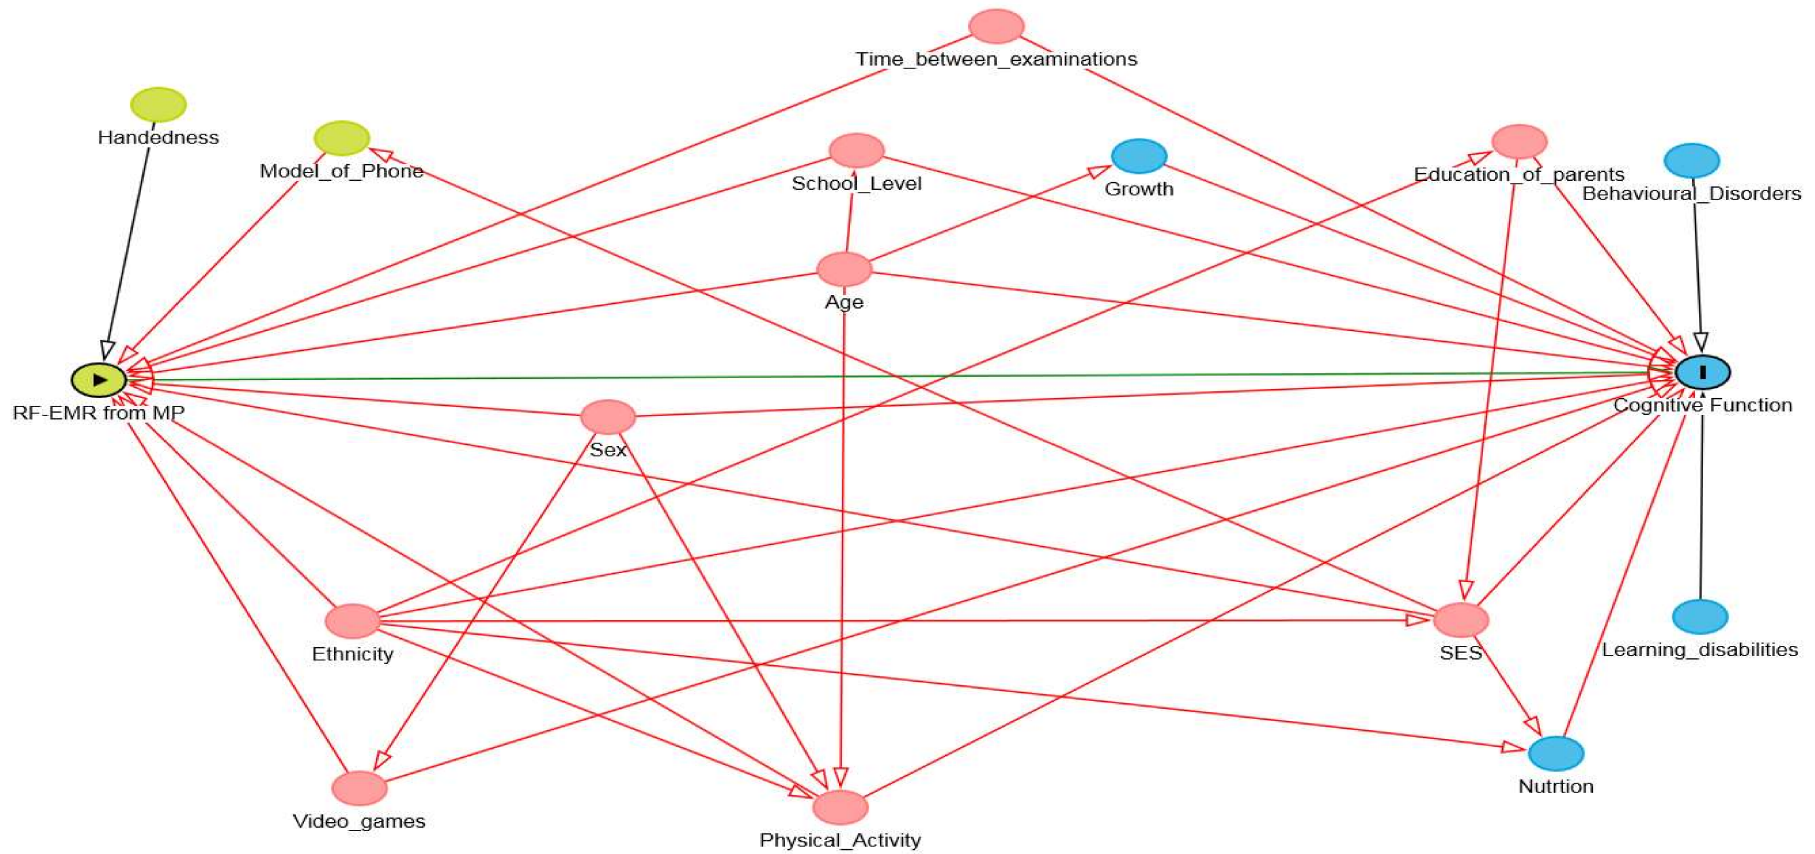 Time_between_examinations
Handedness
Model_of_Phone
School_Level
Growth
Education_of_parents
Behavioural_Disorders
Age
RF-EMR from MP
Cognitive Function
Sex
Ethnicity
SES
Learning_disabilities
Nutrtion
Video_games
Physical_Activity